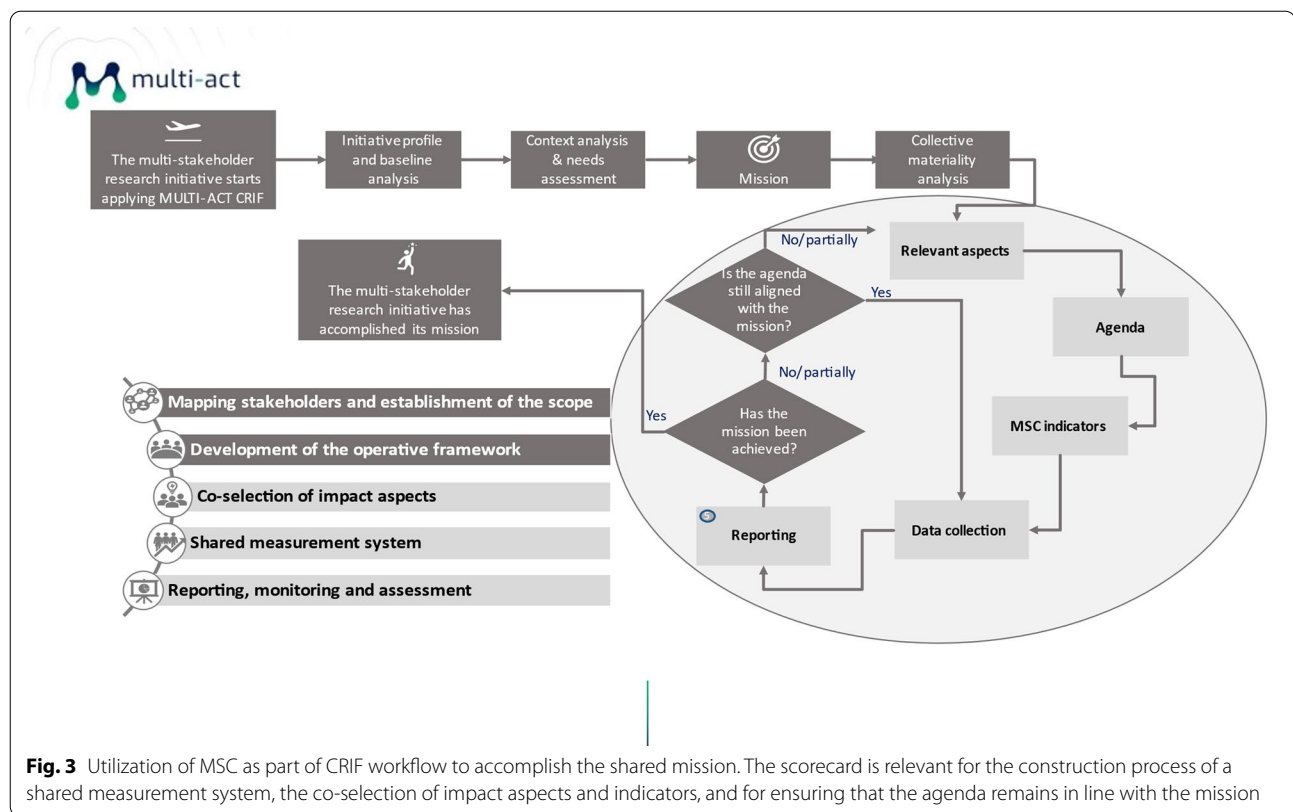 multi-act
The multi-stakeholder
research initiative starts
applying MULTI-ACT CRIF
Initiative profile
and baseline
analysis
Context analysis
& needs
assessment
Mission
Collective
materiality
analysis
No/partially
Relevant aspects
Is the agenda
still aligned
with the
mission?
Yes
The multi-stakeholder
research initiative has
accomplished its mission
Agenda
No/partially
Mapping stakeholders and establishment of the scope
Yes
Has the
mission been
achieved?
MSC indicators
Development of the operative framework
Co-selection of impact aspects
Reporting
Data collection
Shared measurement system
Reporting, monitoring and assessment
Fig. 3 Utilization of MSC as part of CRIF workflow to accomplish the shared mission. The scorecard is relevant for the construction process of a
shared measurement system, the co-selection of impact aspects and indicators, and for ensuring that the agenda remains in line with the mission